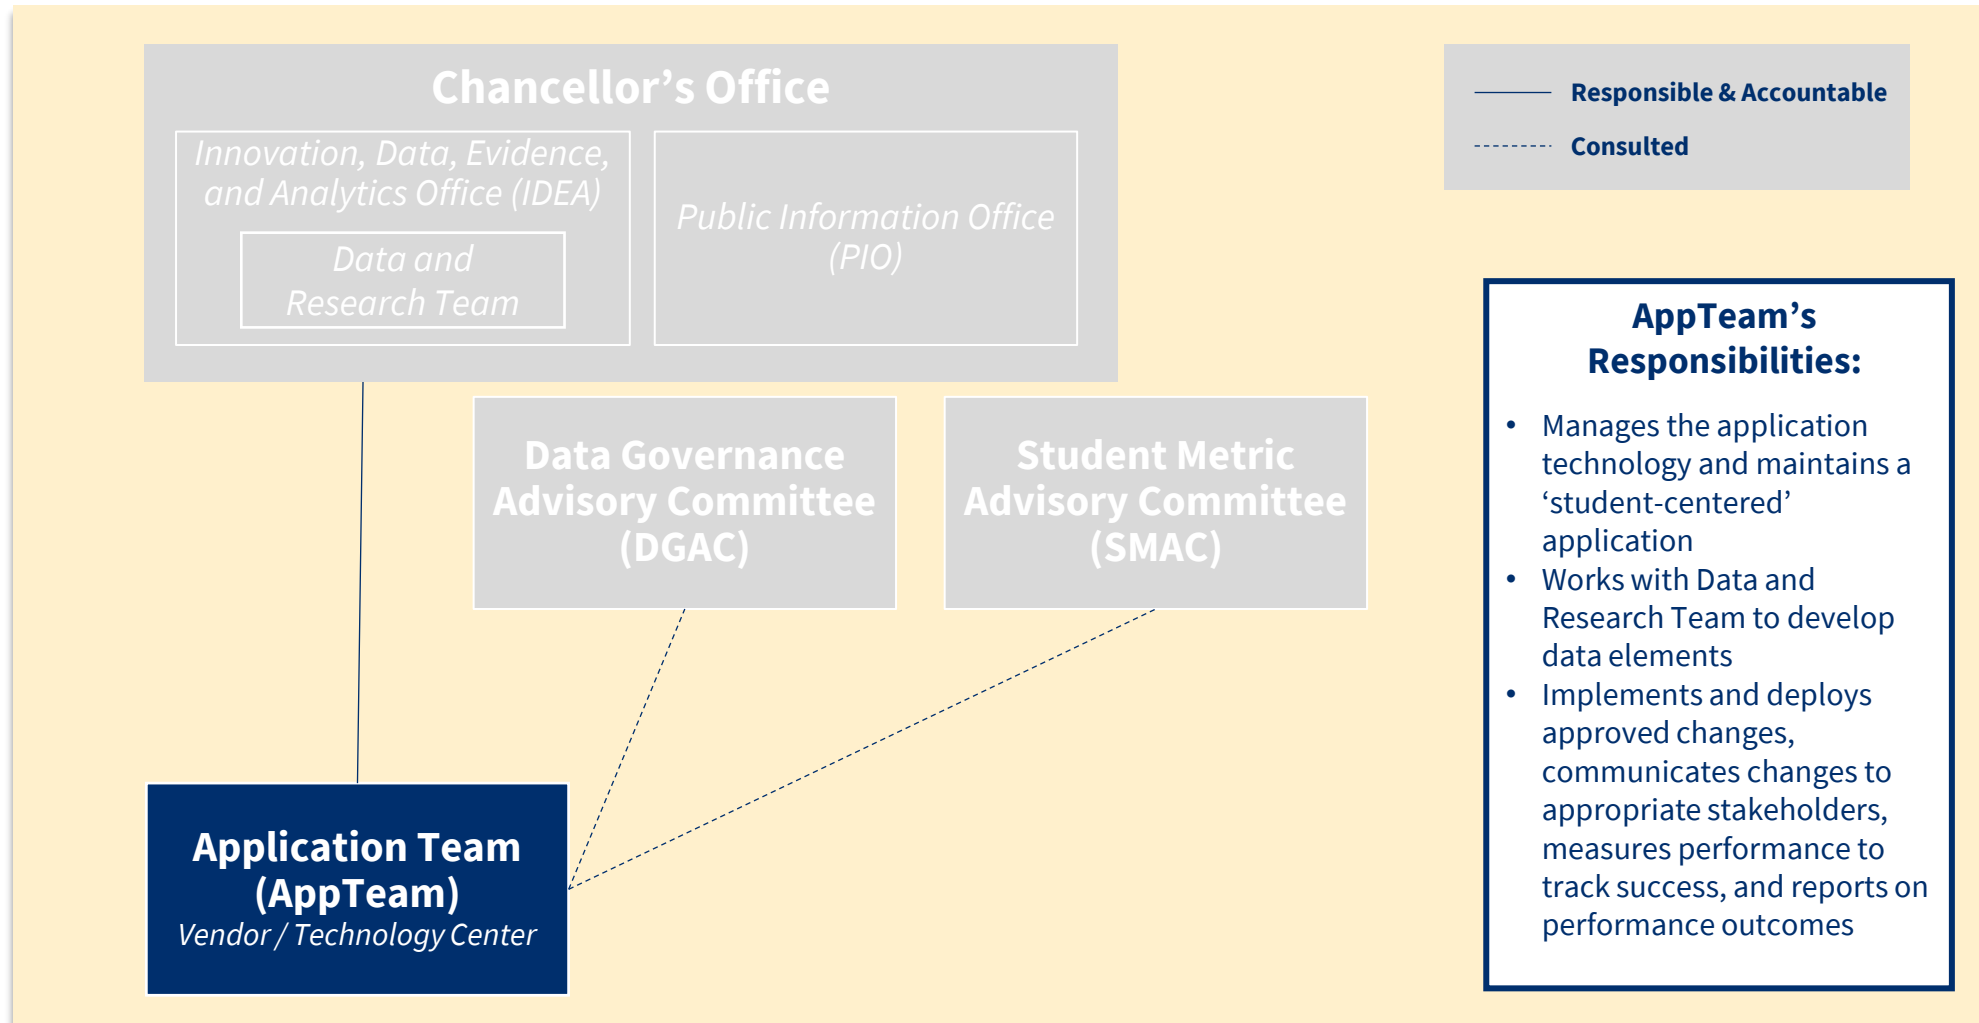 Chancellor’s Office
Innovation, Data, Evidence,
and Analytics Office (IDEA)
Data and
Research Team
Public Information Office
(PIO)
Responsible & Accountable
Consulted
Data Governance
Advisory Committee
(DGAC)
Student Metric
Advisory Committee
(SMAC)
Application Team
(AppTeam)
Vendor / Technology Center
AppTeam’s
Responsibilities:
• Manages the application
technology and maintains a
‘student-centered’
application
• Works with Data and
Research Team to develop
data elements
• Implements and deploys
approved changes,
communicates changes to
appropriate stakeholders,
measures performance to
track success, and reports on
performance outcomes